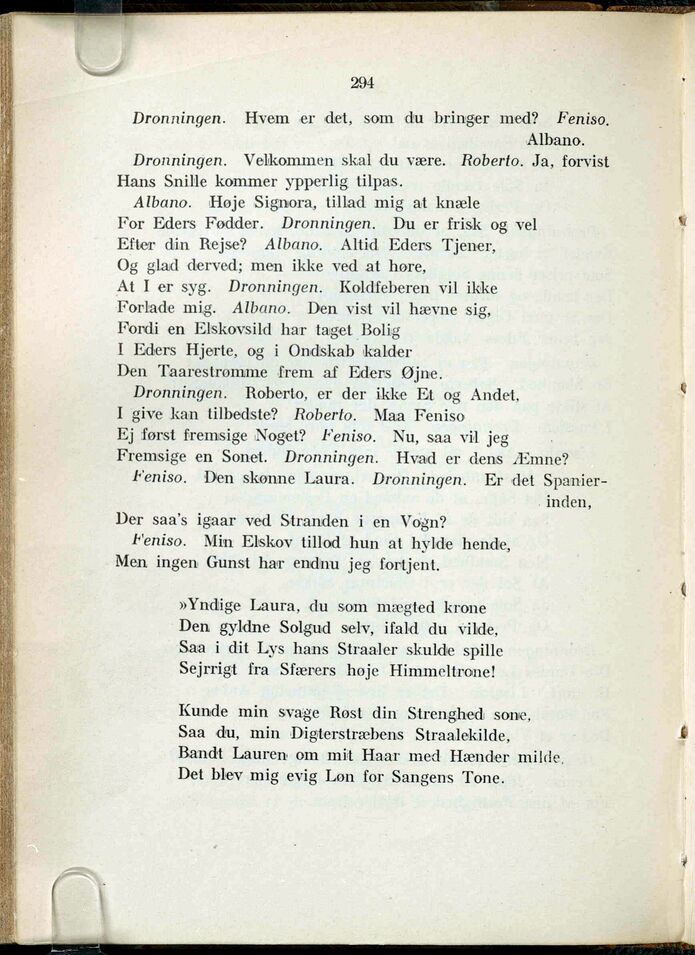 294
Dronningen. Hvem er det, som du bringer med? Feniso.
Albano.
Dronningen. Velkommen skal du være. Roberto. Ja, forvist
Hans Snille kommer ypperlig tilpas.
Albano. Høje Signora, tillad mig at knæle
For Eders Fødder. Dronningen. Du er frisk og vel
Efter din Rejse? Albano. Altid Eders Tjener,
Og glad derved; men ikke ved at høre,
At I er syg. Dronningen. Koldfeberen vil ikke
Forlade mig. Albano. Den vist vil hævne sig,
Fordi en Elskovsild har taget Bolig
I Eders Hjerte, og i Ondskab kalder
Den Taarestrømme frem af Eders Øjne.
Dronningen. Roberto, er der ikke Et og Andet,
I give kan tilbedste? Roberto. Maa Feniso
Ej først fremsige Noget? Feniso. Nu, saa vil jeg
Fremsige en Sonet. Dronningen. Hvad er dens Æmne?
Feniso. Den skønne Laura. Dronningen. Er det Spanier-
inden,
Der saa's igaar ved Stranden i en Vogn?
Feniso. Min Elskov tillod hun at hylde hende,
Men ingen Gunst har endnu jeg fortjent.
»Yndige Laura, du som mægted krone
Den gyldne Solgud selv, ifald du vilde,
Saa i dit Lys hans Straaler skulde spille
Sejrrigt fra Sfærers høje Himmeltrone!
Kunde min svage Røst din Strenghed sone,
Saa du, min Digterstræbens Straalekilde,
Bandt Lauren om mit Haar med Hænder milde,
Det blev mig evig Løn for Sangens Tone.